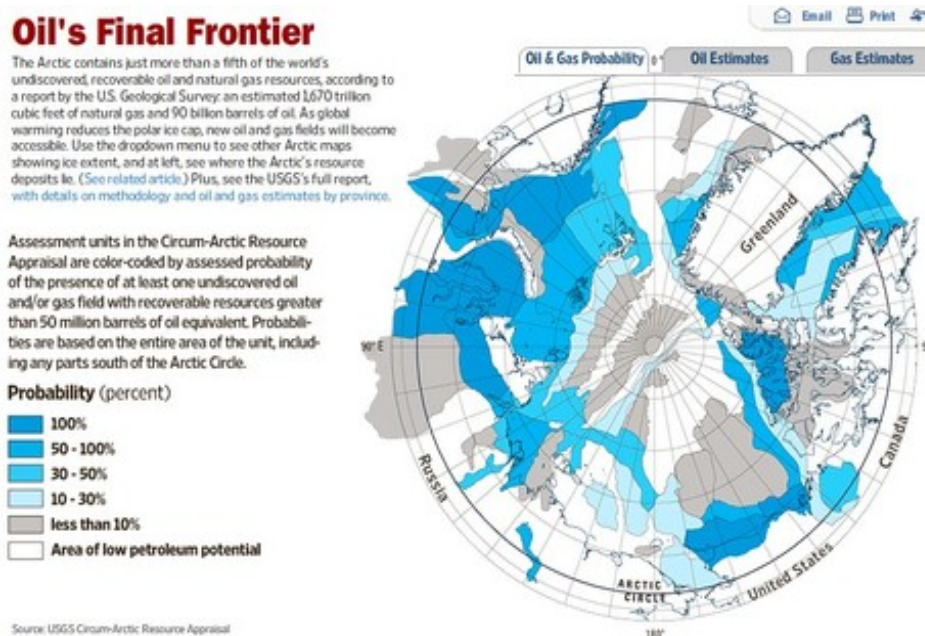 Email Print
Oil's Final Frontier
The Arctic contains just more than a fifth of the world's
undiscovered, recoverable oil and natural gas resources, according to
a report by the U.S. Geological Survey: an estimated 1,670 trillion
cubic feet of natural gas and 90 billion barrels of oil. As global
warming reduces the polar ice cap, new oil and gas fields will become
accessible. Use the dropdown menu to see other Arctic maps
showing ice extent, and at left, see where the Arctic's resource
deposits lie. (See related article.) Plus, see the USGS's full report,
with details on methodology and oil and gas estimates by province.
Assessment units in the Circum-Arctic Resource
Appraisal are color-coded by assessed probability
of the presence of at least one undiscovered oil
and/or gas field with recoverable resources greater
than 50 million barrels of oil equivalent. Probabili-
ties are based on the entire area of the unit, includ-
ing any parts south of the Arctic Circle.
Probability (percent)
100%
50 - 100%
30 - 50%
10 - 30%
less than 10%
Area of low petroleum potential
Source: USGS Circum-Arctic Resource Appraisal
Oil & Gas Probability
0°
Oil Estimates
Gas Estimates
Greenland
90° E
Russia
Canada
United States
ARCTIC
CIRCLE
180°